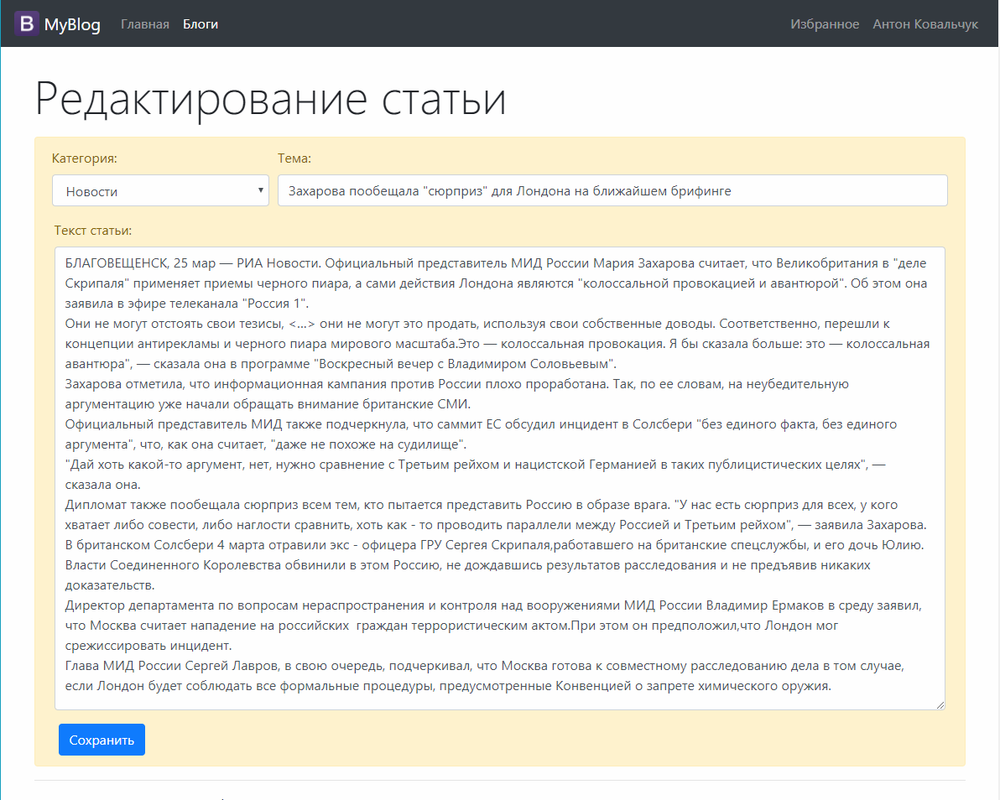 B MyBlog Главная Блоги Избранное Антон Ковальчук
Редактирование статьи
Категория: Тема:
Новости Захарова пообещала "сюрприз" для Лондона на ближайшем брифинге
Текст статьи:
БЛАГОВЕЩЕНСК, 25 мар — РИА Новости. Официальный представитель МИД России Мария Захарова считает, что Великобритания в "деле
Скрипаля" применяет приемы черного пиара, а сами действия Лондона являются "колоссальной провокацией и авантюрой". Об этом она
заявила в эфире телеканала "Россия 1".
Они не могут отстоять свои тезисы, <...> они не могут это продать, используя свои собственные доводы. Соответственно, перешли к
концепции антирекламы и черного пиара мирового масштаба.Это — колоссальная провокация. Я бы сказала больше: это — колоссальная
авантюра", — сказала она в программе "Воскресный вечер с Владимиром Соловьевым".
Захарова отметила, что информационная кампания против России плохо проработана. Так, по ее словам, на неубедительную
аргументацию уже начали обращать внимание британские СМИ.
Официальный представитель МИД также подчеркнула, что саммит ЕС обсудил инцидент в Солсбери "без единого факта, без единого
аргумента", что, как она считает, "даже не похоже на судилище".
"Дай хоть какой-то аргумент, нет, нужно сравнение с Третьим рейхом и нацистской Германией в таких публицистических целях", —
сказала она.
Дипломат также пообещала сюрприз всем тем, кто пытается представить Россию в образе врага. "У нас есть сюрприз для всех, у кого
хватает либо совести, либо наглости сравнить, хоть как - то проводить параллели между Россией и Третьим рейхом", — заявила Захарова.
В британском Солсбери 4 марта отравили экс - офицера ГРУ Сергея Скрипаля,работавшего на британские спецслужбы, и его дочь Юлию.
Власти Соединенного Королевства обвинили в этом Россию, не дождавшись результатов расследования и не предъявив никаких
доказательств.
Директор департамента по вопросам нераспространения и контроля над вооружениями МИД России Владимир Ермаков в среду заявил,
что Москва считает нападение на российских  граждан террористическим актом.При этом он предположил,что Лондон мог
срежиссировать инцидент.
Глава МИД России Сергей Лавров, в свою очередь, подчеркивал, что Москва готова к совместному расследованию дела в том случае,
если Лондон будет соблюдать все формальные процедуры, предусмотренные Конвенцией о запрете химического оружия.
Сохранить